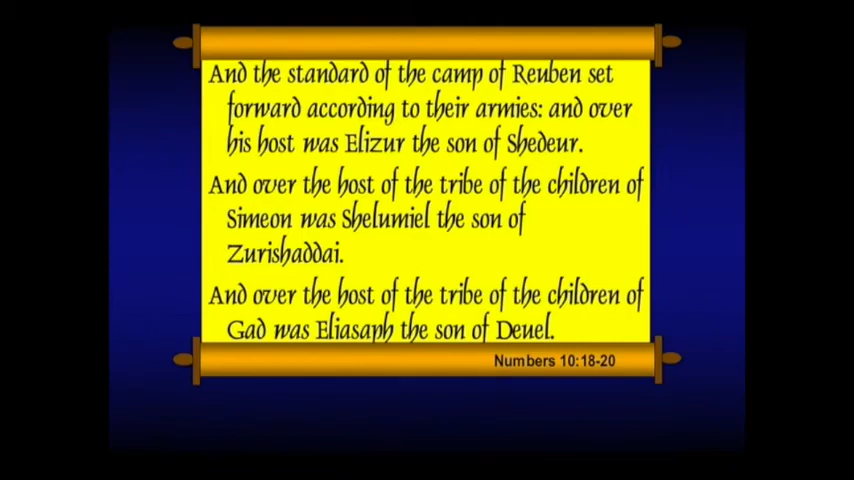 And the standard of the camp of Reuben set
forward according to their armies: and over
his host was Elizur the son of Shedeur.
And over the host of the tribe of the children of
Simeon was Shelumiel the son of
Zurishaddai.
And over the host of the tribe of the children of
Gad was Eliasaph the son of Deuel.
Numbers 10:18-20